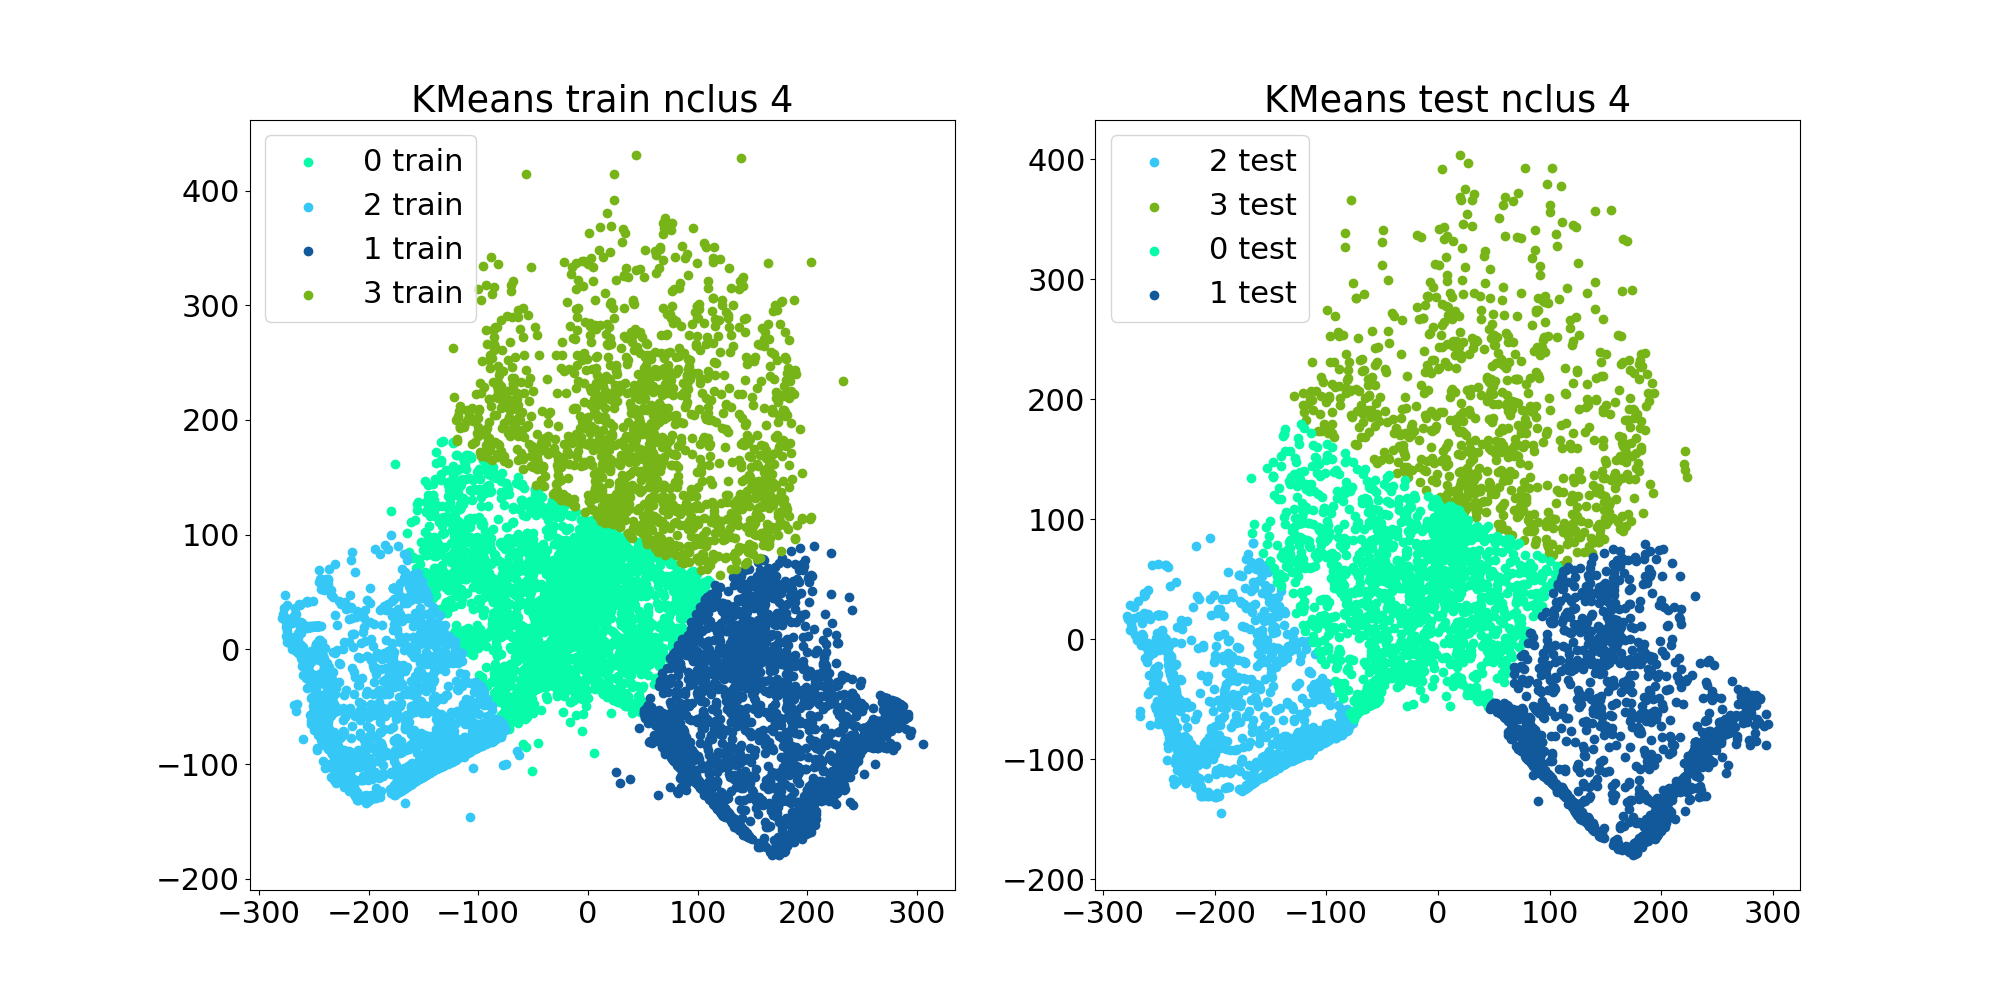 KMeans train nclus 4
0 train
2 train
1 train
3 train
400
300
200
100
0
−100
−200
−300 −200 −100 0 100 200 300
KMeans test nclus 4
2 test
3 test
0 test
1 test
400
300
200
100
0
−100
−200
−300 −200 −100 0 100 200 300